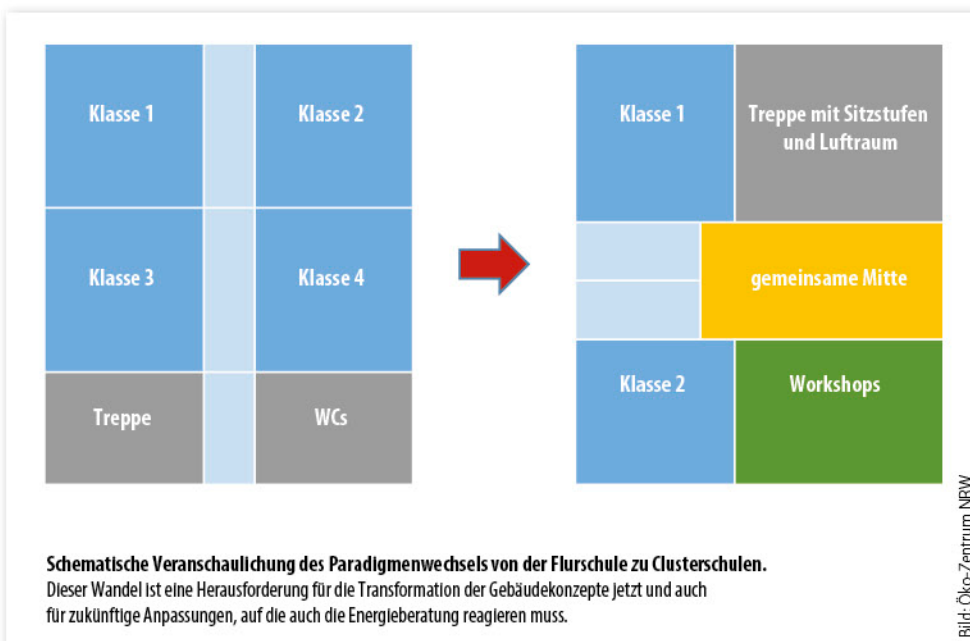 Klasse 1
Klasse 2
Klasse 3
Klasse 4
Treppe
WCs
Klasse 1
Treppe mit Sitzstufen
und Luftraum
gemeinsame Mitte
Klasse 2
Workshops
Schematische Veranschaulichung des Paradigmenwechsels von der Flurschule zu Clusterschulen.
Dieser Wandel ist eine Herausforderung für die Transformation der Gebäudekonzepte jetzt und auch
für zukünftige Anpassungen, auf die auch die Energieberatung reagieren muss.
Bild: Öko-Zentrum NRW